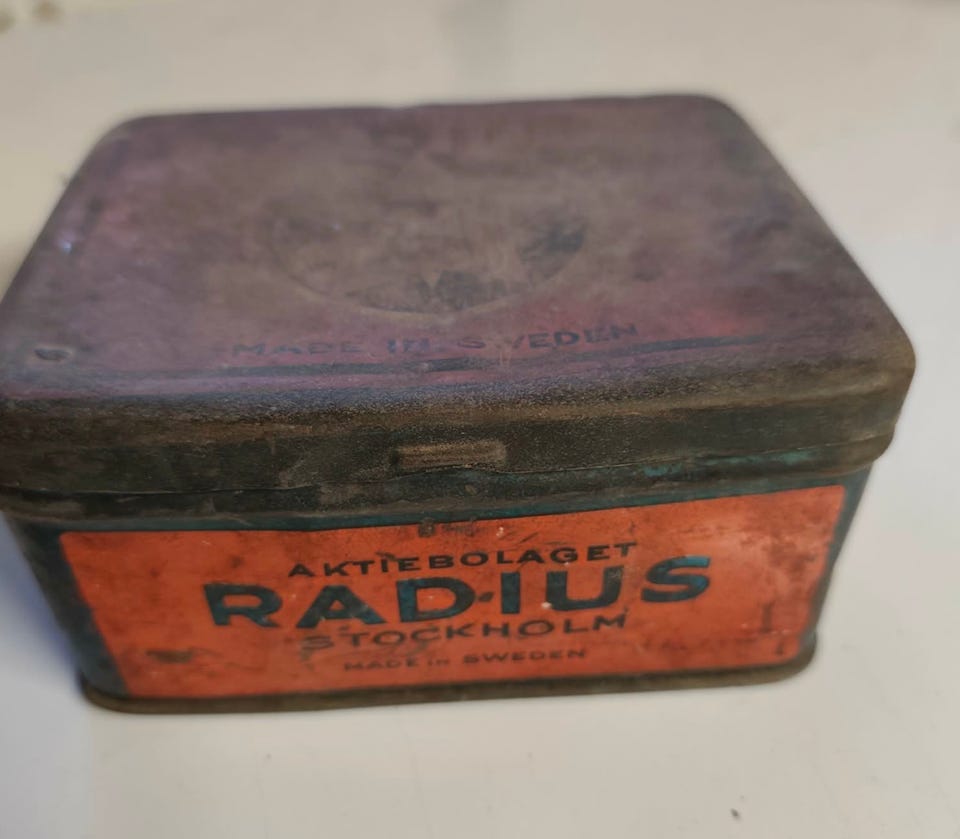 MADE IN SWEDEN
AKTIEBOLAGET
RADIUS
STOCKHOLM
MADE IN SWEDEN